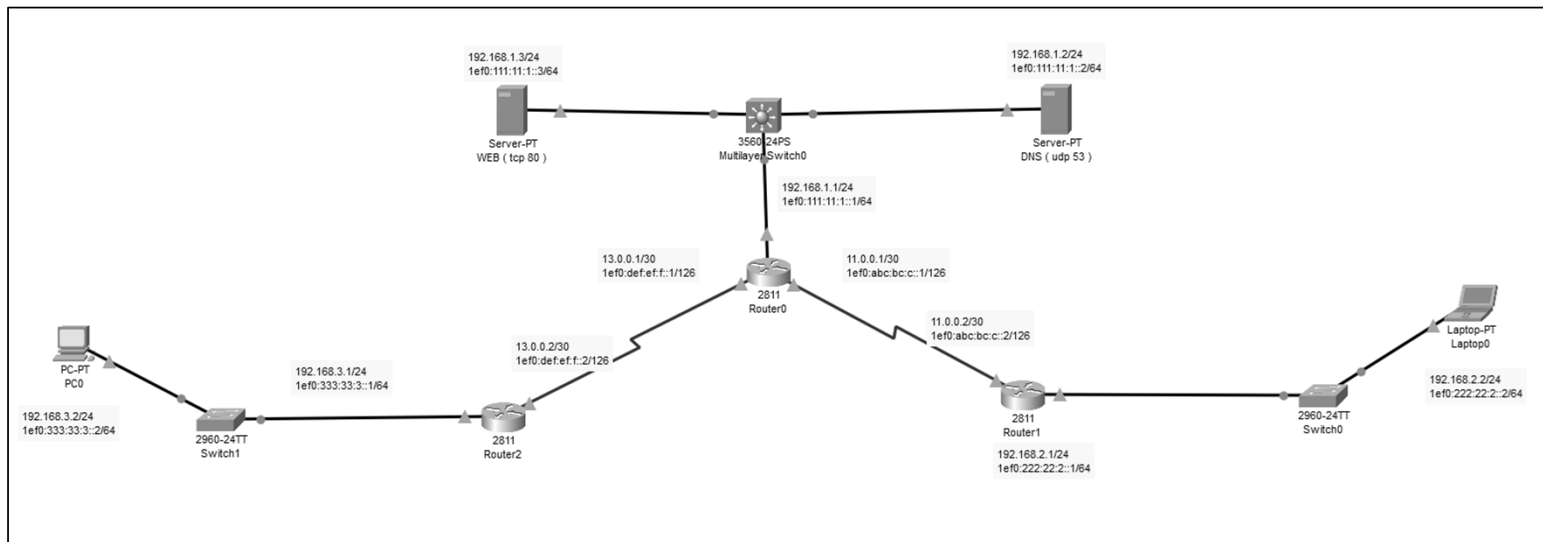 192.168.1.3/24
1ef0:111:11:1::3/64
Server-PT
WEB ( tcp 80 )
3560-24PS
Multilayer Switch0
192.168.1.2/24
1ef0:111:11:1::2/64
Server-PT
DNS ( udp 53 )
192.168.1.1/24
1ef0:111:11:1::1/64
13.0.0.1/30
1ef0:def:ef:f::1/126
2811
Router0
11.0.0.1/30
1ef0:abc:bc:c::1/126
13.0.0.2/30
1ef0:def:ef:f::2/126
11.0.0.2/30
1ef0:abc:bc:c::2/126
PC-PT
PC0
192.168.3.2/24
1ef0:333:33:3::2/64
192.168.3.1/24
1ef0:333:33:3::1/64
2960-24TT
Switch1
2811
Router2
2811
Router1
192.168.2.1/24
1ef0:222:22:2::1/64
2960-24TT
Switch0
Laptop-PT
Laptop0
192.168.2.2/24
1ef0:222:22:2::2/64